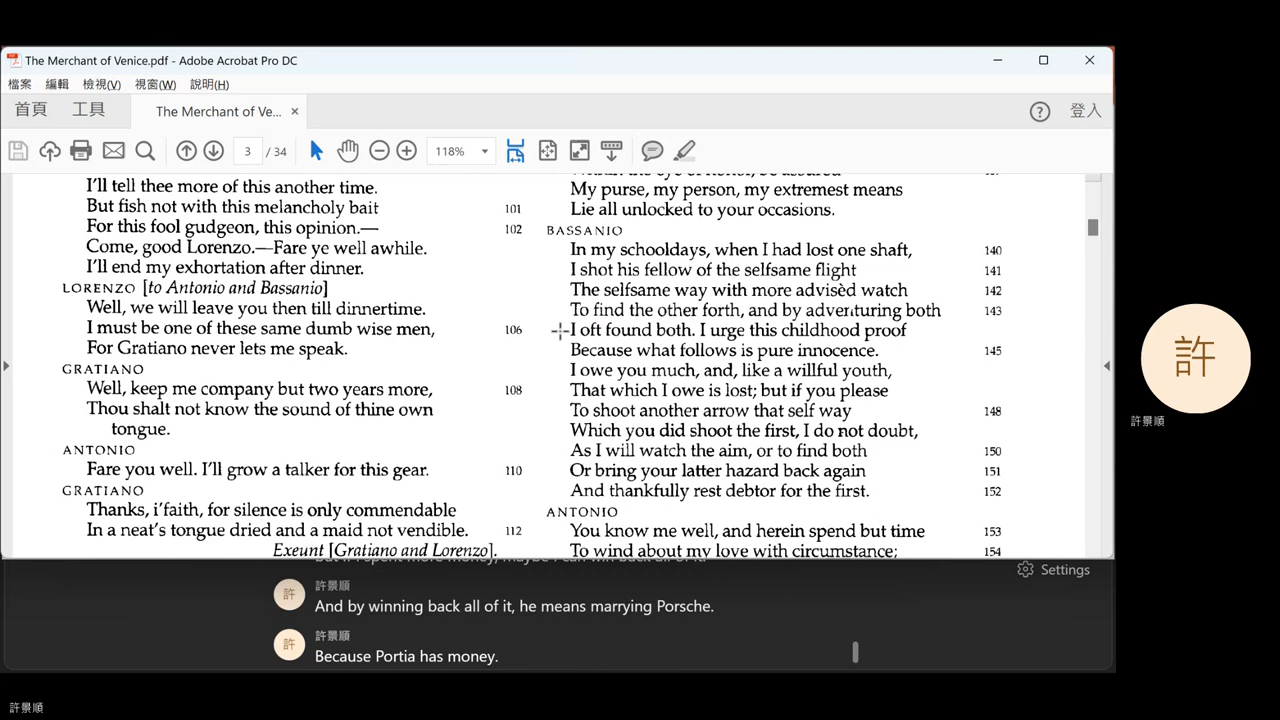 The Merchant of Venice.pdf - Adobe Acrobat Pro DC
檔案 編輯 檢視(V) 視窗(W) 說明(H)
首頁 工具 The Merchant of Ve... × 登入
3 / 34 118%
I'll tell thee more of this another time.
But fish not with this melancholy bait 101
For this fool gudgeon, this opinion.— 102
Come, good Lorenzo.—Fare ye well awhile.
I'll end my exhortation after dinner.
LORENZO [to Antonio and Bassanio]
Well, we will leave you then till dinnertime.
I must be one of these same dumb wise men, 106
For Gratiano never lets me speak.
GRATIANO
Well, keep me company but two years more, 108
Thou shalt not know the sound of thine own
tongue.
ANTONIO
Fare you well. I'll grow a talker for this gear. 110
GRATIANO
Thanks, i'faith, for silence is only commendable
In a neat's tongue dried and a maid not vendible. 112
Exeunt [Gratiano and Lorenzo].
My purse, my person, my extremest means
Lie all unlocked to your occasions.
BASSANIO
In my schooldays, when I had lost one shaft, 140
I shot his fellow of the selfsame flight 141
The selfsame way with more advisèd watch 142
To find the other forth, and by adventuring both 143
I oft found both. I urge this childhood proof
Because what follows is pure innocence. 145
I owe you much, and, like a willful youth,
That which I owe is lost; but if you please
To shoot another arrow that self way 148
Which you did shoot the first, I do not doubt,
As I will watch the aim, or to find both 150
Or bring your latter hazard back again 151
And thankfully rest debtor for the first. 152
ANTONIO
You know me well, and herein spend but time 153
To wind about my love with circumstance; 154
Settings
許 許景順
And by winning back all of it, he means marrying Porsche.
許 許景順
Because Portia has money.
許
許景順
許景順